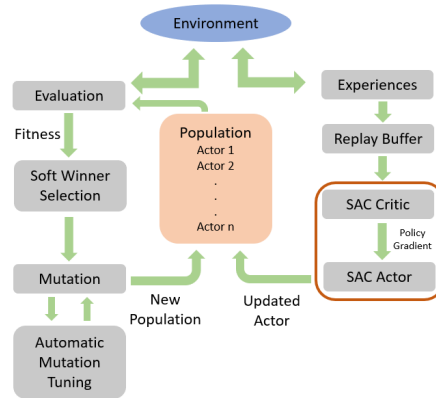 Environment
Evaluation
Fitness
Soft Winner
Selection
Mutation
Automatic
Mutation
Tuning
Population
Actor 1
Actor 2
.
.
.
Actor n
New
Population
Updated
Actor
Experiences
Replay Buffer
SAC Critic
Policy
Gradient
SAC Actor